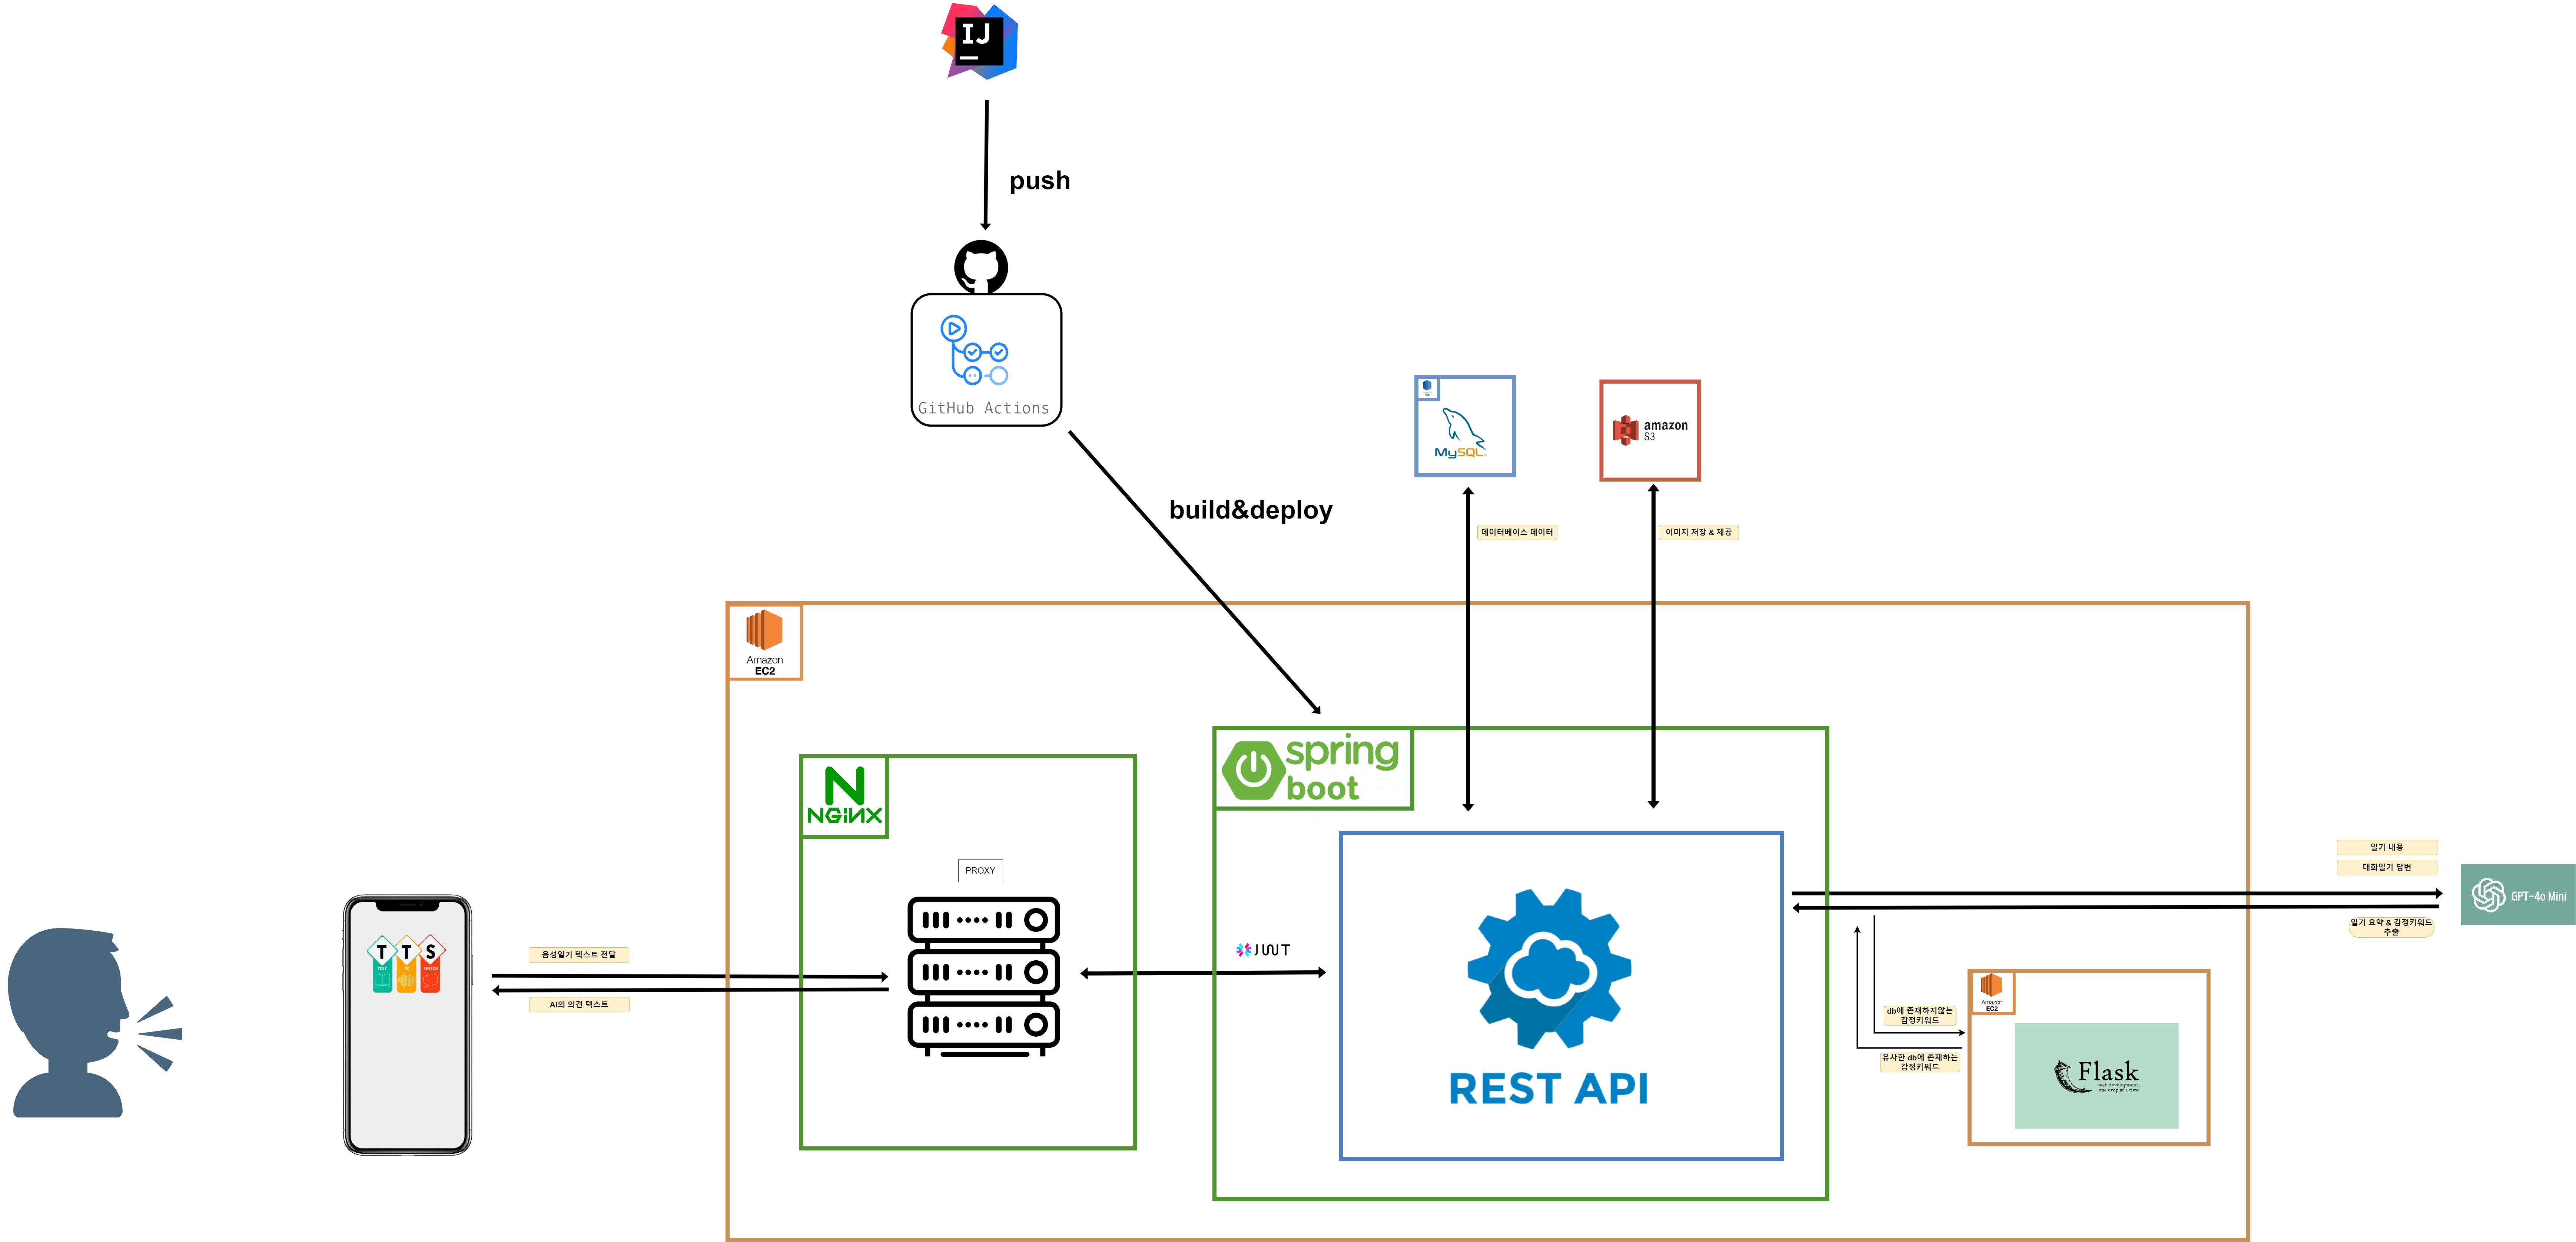 IJ
push
GitHub Actions
build&deploy
MySQL
amazon
S3
데이터베이스 데이터
이미지 저장 & 제공
Amazon
EC2
NGINX
PROXY
spring
boot
JWT
REST API
T T S
TEXT TO SPEECH
음성일기 텍스트 전달
AI의 의견 텍스트
일기 내용
대화일기 답변
GPT-4o Mini
일기 요약 & 감정키워드
추출
db에 존재하지않는
감정키워드
유사한 db에 존재하는
감정키워드
Amazon
EC2
Flask
web development,
one drop at a time